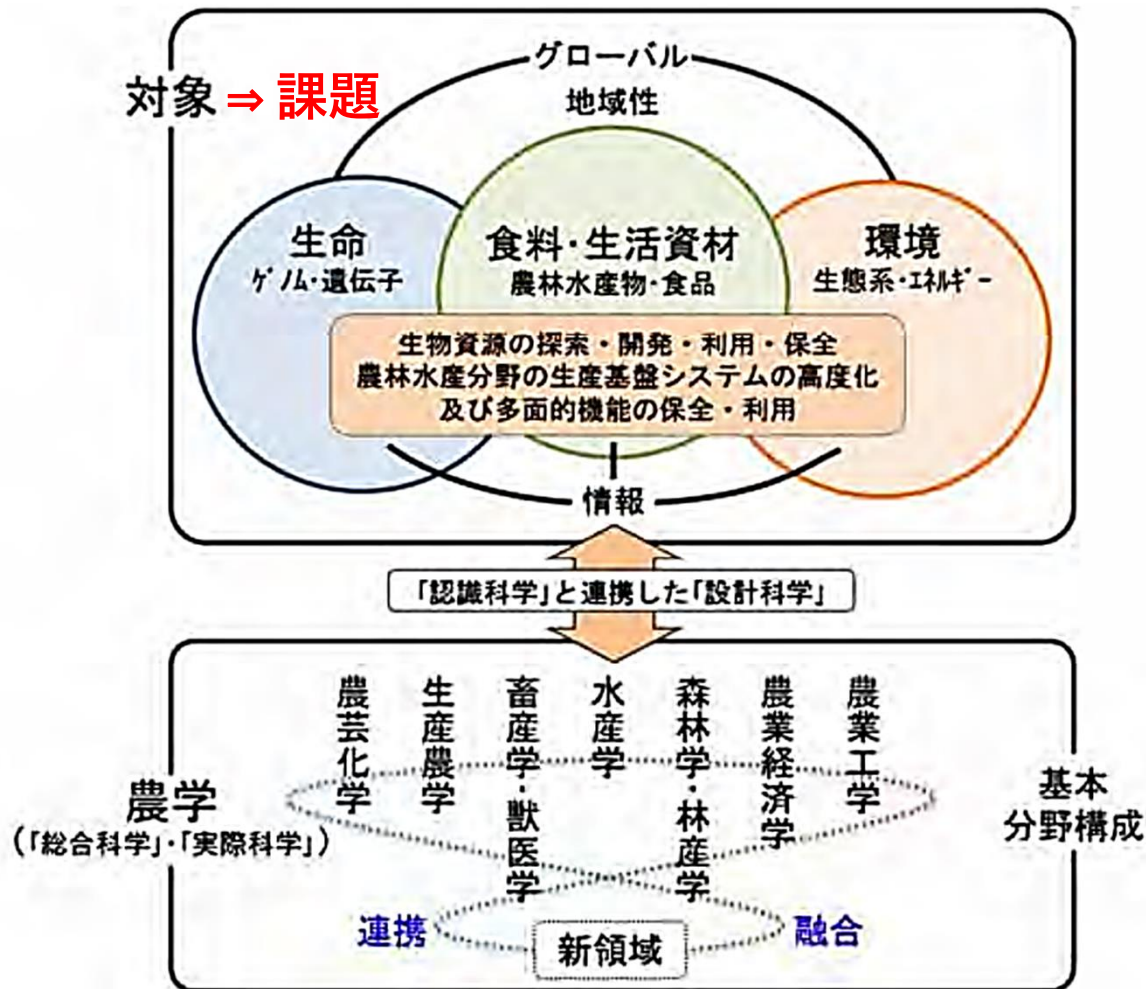 グローバル
対象 ⇒ 課題
地域性
生命
ゲノム・遺伝子
食料・生活資材
農林水産物・食品
環境
生態系・エネルギー
生物資源の探索・開発・利用・保全
農林水産分野の生産基盤システムの高度化
及び多面的機能の保全・利用
情報
「認識科学」と連携した「設計科学」
農芸化学
生産農学
畜産学・獣医学
水産学
森林学・林産学
農業経済学
農業工学
農学
(「総合科学」・「実際科学」)
基本
分野構成
連携
融合
新領域